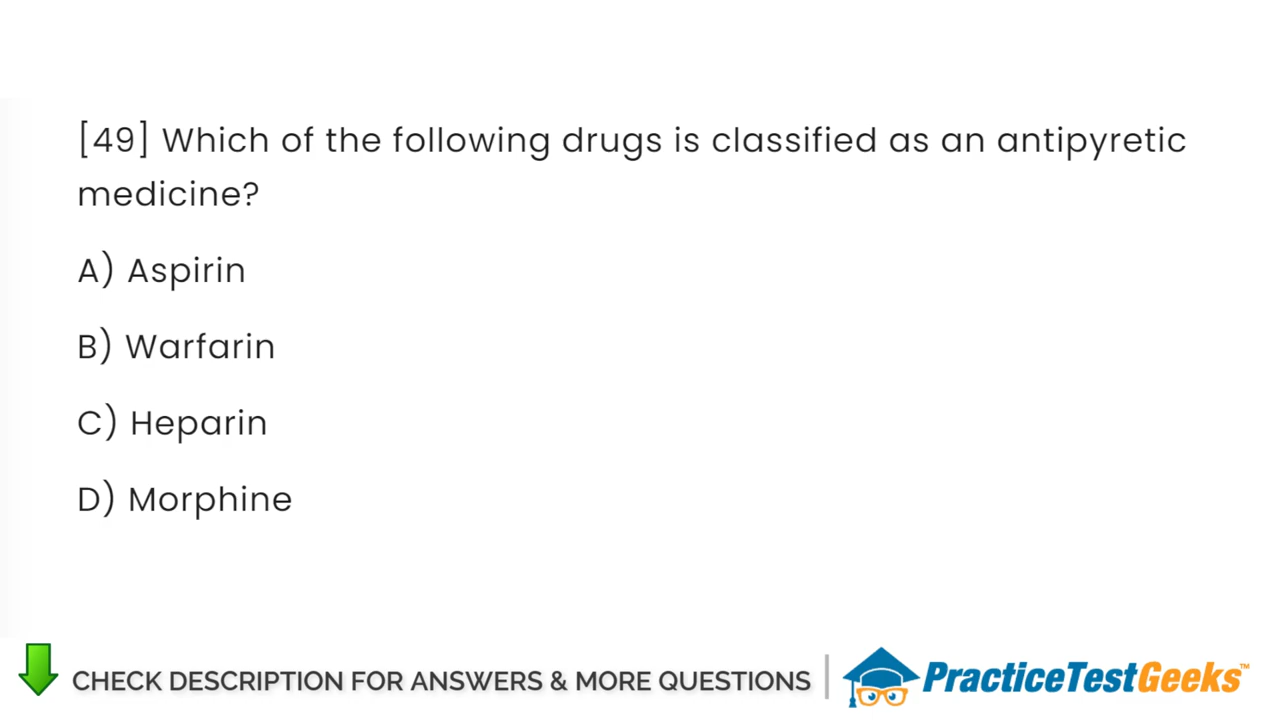 [49] Which of the following drugs is classified as an antipyretic
medicine?
A) Aspirin
B) Warfarin
C) Heparin
D) Morphine
CHECK DESCRIPTION FOR ANSWERS & MORE QUESTIONS
PracticeTestGeeks™